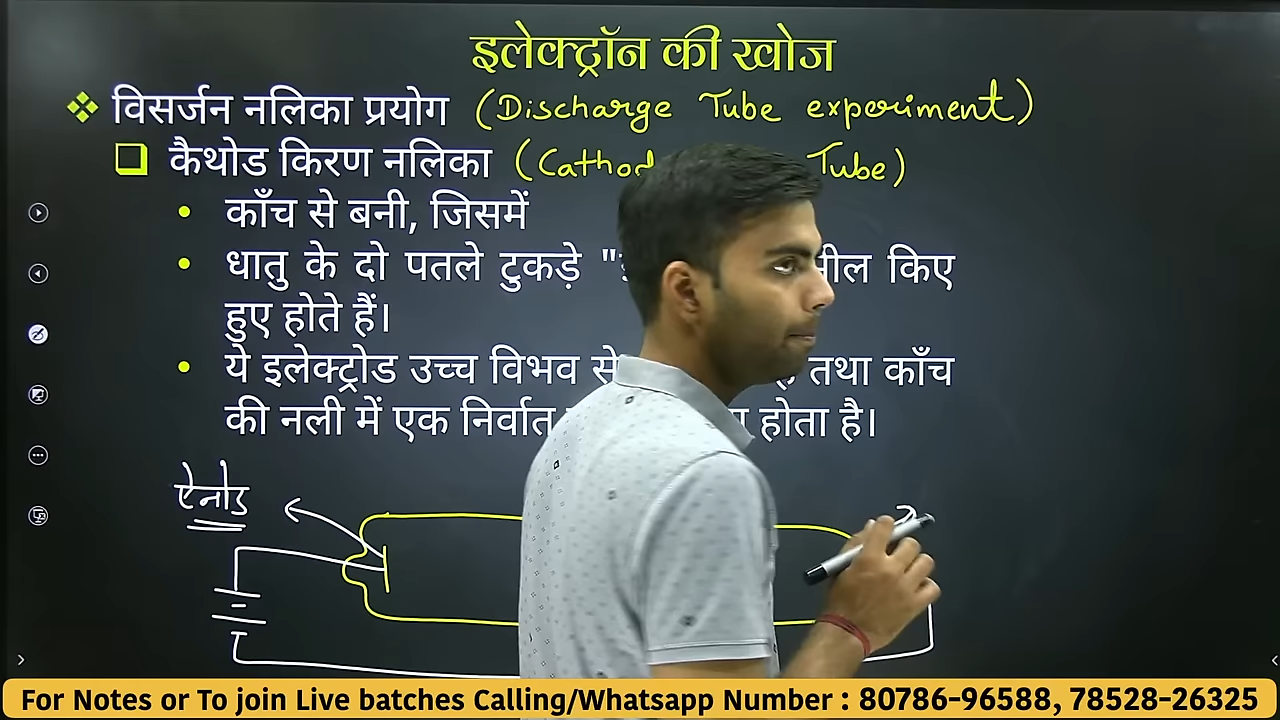 इलेक्ट्रॉन की खोज
विसर्जन नलिका प्रयोग (Discharge Tube experiment)
कैथोड किरण नलिका ( Tube)
काँच से बनी, जिसमें
धातु के दो पतले टुकड़े किए
हुए होते हैं।
ये इलेक्ट्रोड उच्च विभव से तथा काँच
की नली में एक निर्वात होता है।
ऐनोड
For Notes or To join Live batches Calling/Whatsapp Number : 80786-96588, 78528-26325